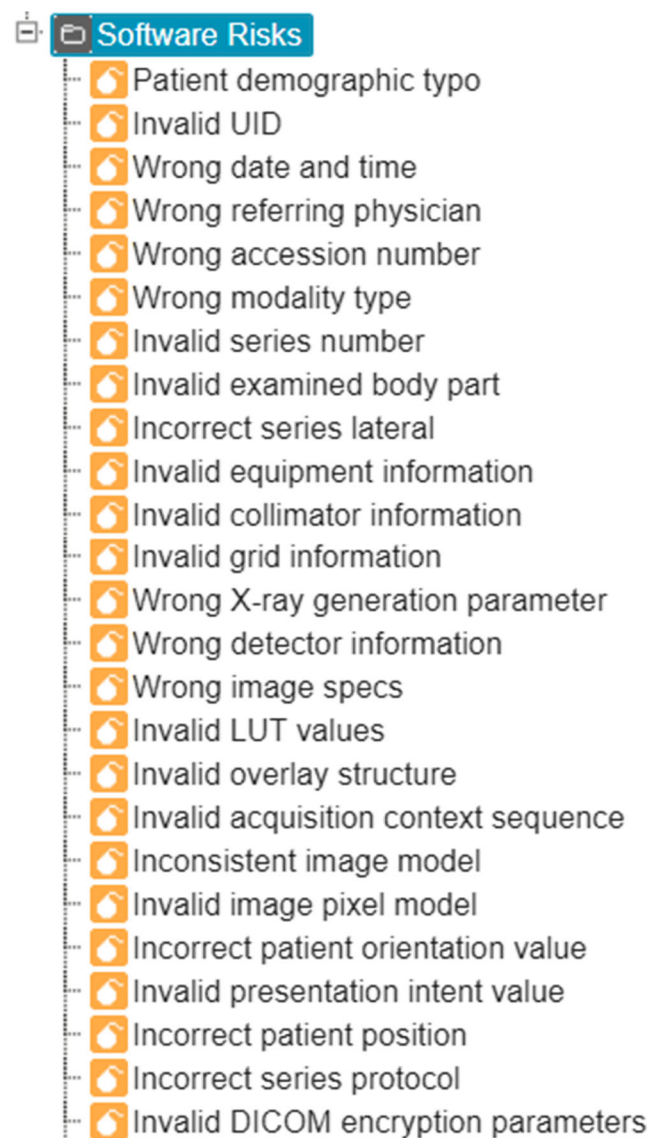 Software Risks
Patient demographic typo
Invalid UID
Wrong date and time
Wrong referring physician
Wrong accession number
Wrong modality type
Invalid series number
Invalid examined body part
Incorrect series lateral
Invalid equipment information
Invalid collimator information
Invalid grid information
Wrong X-ray generation parameter
Wrong detector information
Wrong image specs
Invalid LUT values
Invalid overlay structure
Invalid acquisition context sequence
Inconsistent image model
Invalid image pixel model
Incorrect patient orientation value
Invalid presentation intent value
Incorrect patient position
Incorrect series protocol
Invalid DICOM encryption parameters